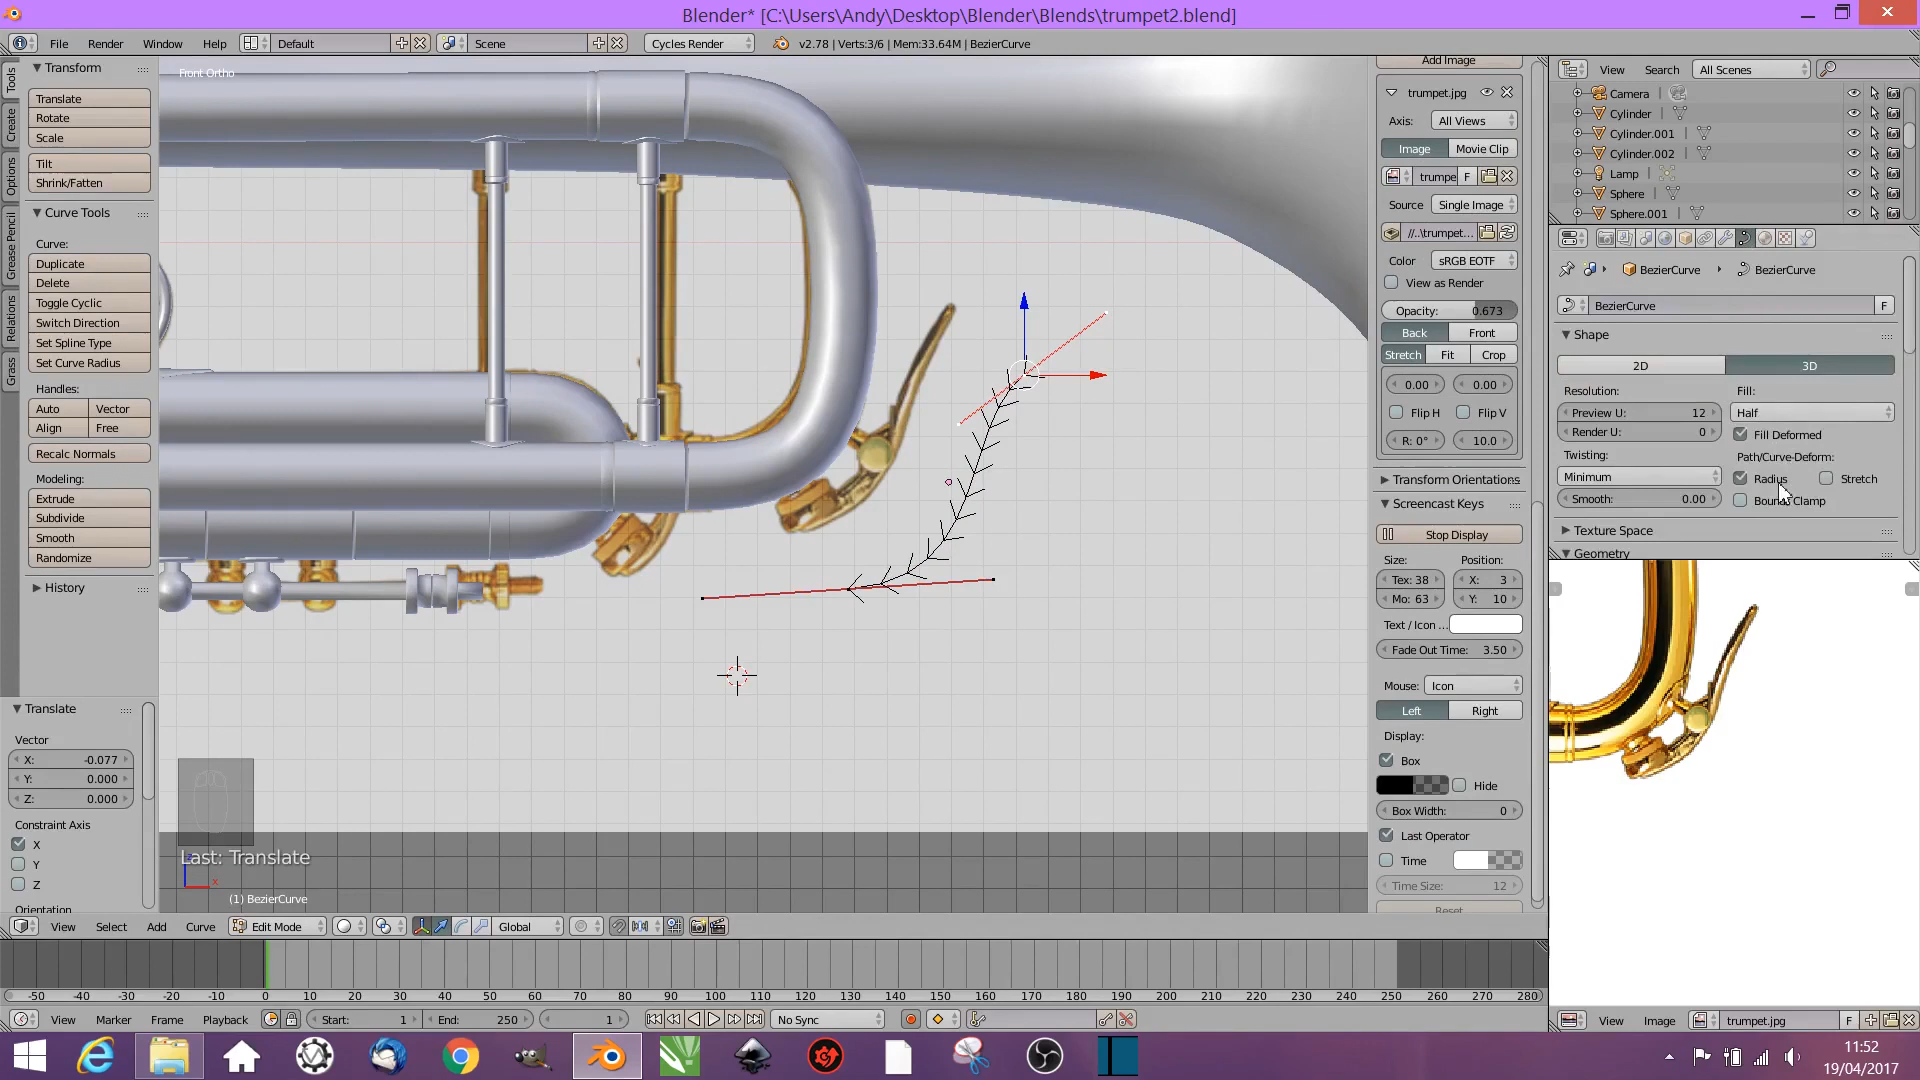 Blender* [C:\Users\Andy\Desktop\Blender\Blends\trumpet2.blend]
File Render Window Help Default Scene Cycles Render v2.78 | Verts:3/6 | Mem:33.64M | BezierCurve
Tools
Create
Options
Grease Pencil
Relations
Grass
Transform
Translate
Rotate
Scale
Tilt
Shrink/Fatten
Curve Tools
Curve:
Duplicate
Delete
Toggle Cyclic
Switch Direction
Set Spline Type
Set Curve Radius
Handles:
Auto Vector
Align Free
Recalc Normals
Modeling:
Extrude
Subdivide
Smooth
Randomize
History
Translate
Vector
X: -0.077
Y: 0.000
Z: 0.000
Constraint Axis
X
Y
Z
Orientation
Front Ortho
Last: Translate
x
(1) BezierCurve
Add Image
trumpet.jpg
Axis: All Views
Image Movie Clip
trumpe F
Source Single Image
//..\trumpet...
Color sRGB EOTF
View as Render
Opacity: 0.673
Back Front
Stretch Fit Crop
0.00 0.00
Flip H Flip V
R: 0° 10.0
Transform Orientations
Screencast Keys
Stop Display
Size: Position:
Tex: 38 X: 3
Mo: 63 Y: 10
Text / Icon ...
Fade Out Time: 3.50
Mouse: Icon
Left Right
Display:
Box
Hide
Box Width: 0
Last Operator
Time
Time Size: 12
Reset
View Search All Scenes
Camera
Cylinder
Cylinder.001
Cylinder.002
Lamp
Sphere
Sphere.001
BezierCurve BezierCurve
BezierCurve F
Shape
2D 3D
Resolution: Fill:
Preview U: 12 Half
Render U: 0 Fill Deformed
Twisting: Path/Curve-Deform:
Minimum Radius Stretch
Smooth: 0.00 Clamp
Texture Space
Geometry
View Select Add Curve Edit Mode Global
-50 -40 -30 -20 -10 0 10 20 30 40 50 60 70 80 90 100 110 120 130 140 150 160 170 180 190 200 210 220 230 240 250 260 270 280
View Marker Frame Playback Start: 1 End: 250 1 No Sync
View Image trumpet.jpg F
11:52
19/04/2017